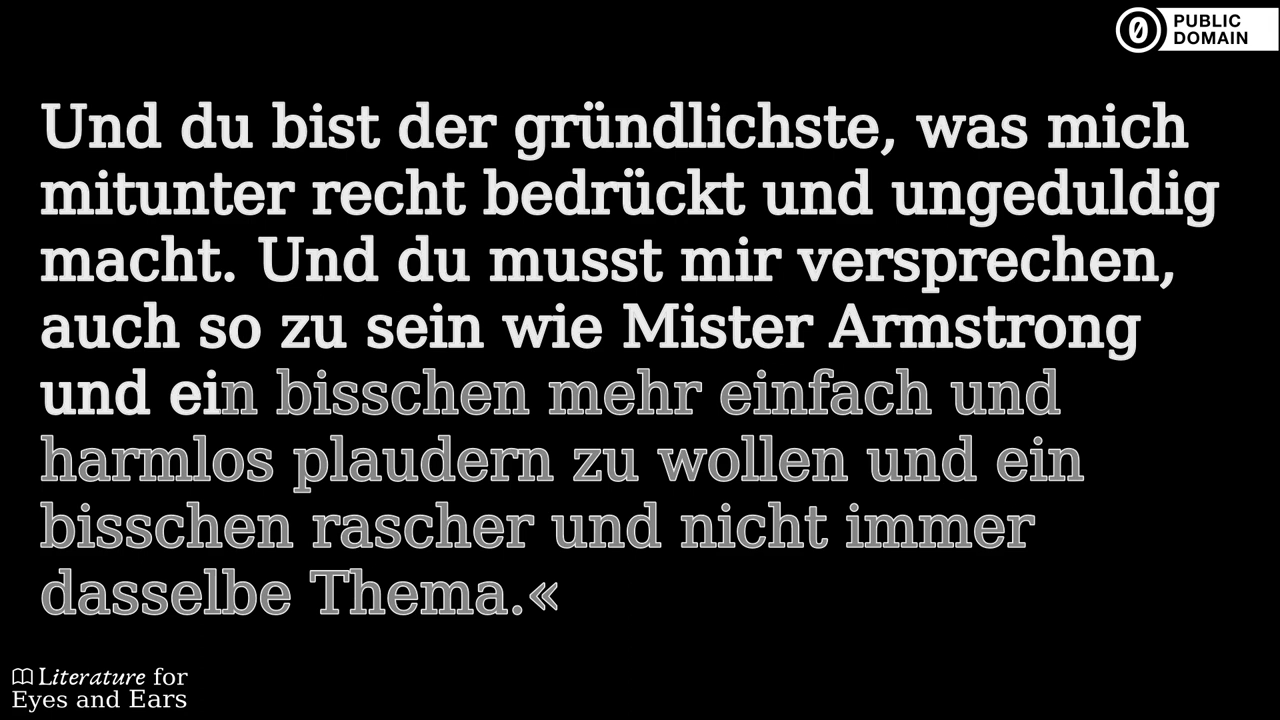 PUBLIC
DOMAIN
Und du bist der gründlichste, was mich
mitunter recht bedrückt und ungeduldig
macht. Und du musst mir versprechen,
auch so zu sein wie Mister Armstrong
und ein bisschen mehr einfach und
harmlos plaudern zu wollen und ein
bisschen rascher und nicht immer
dasselbe Thema.«
Literature for
Eyes and Ears